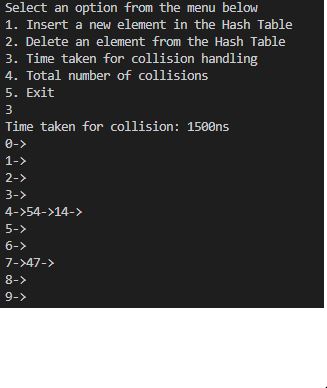 Select an option from the menu below
1. Insert a new element in the Hash Table
2. Delete an element from the Hash Table
3. Time taken for collision handling
4. Total number of collisions
5. Exit
3
Time taken for collision: 1500ns
0->
1->
2->
3->
4->54->14->
5->
6->
7->47->
8->
9->
.